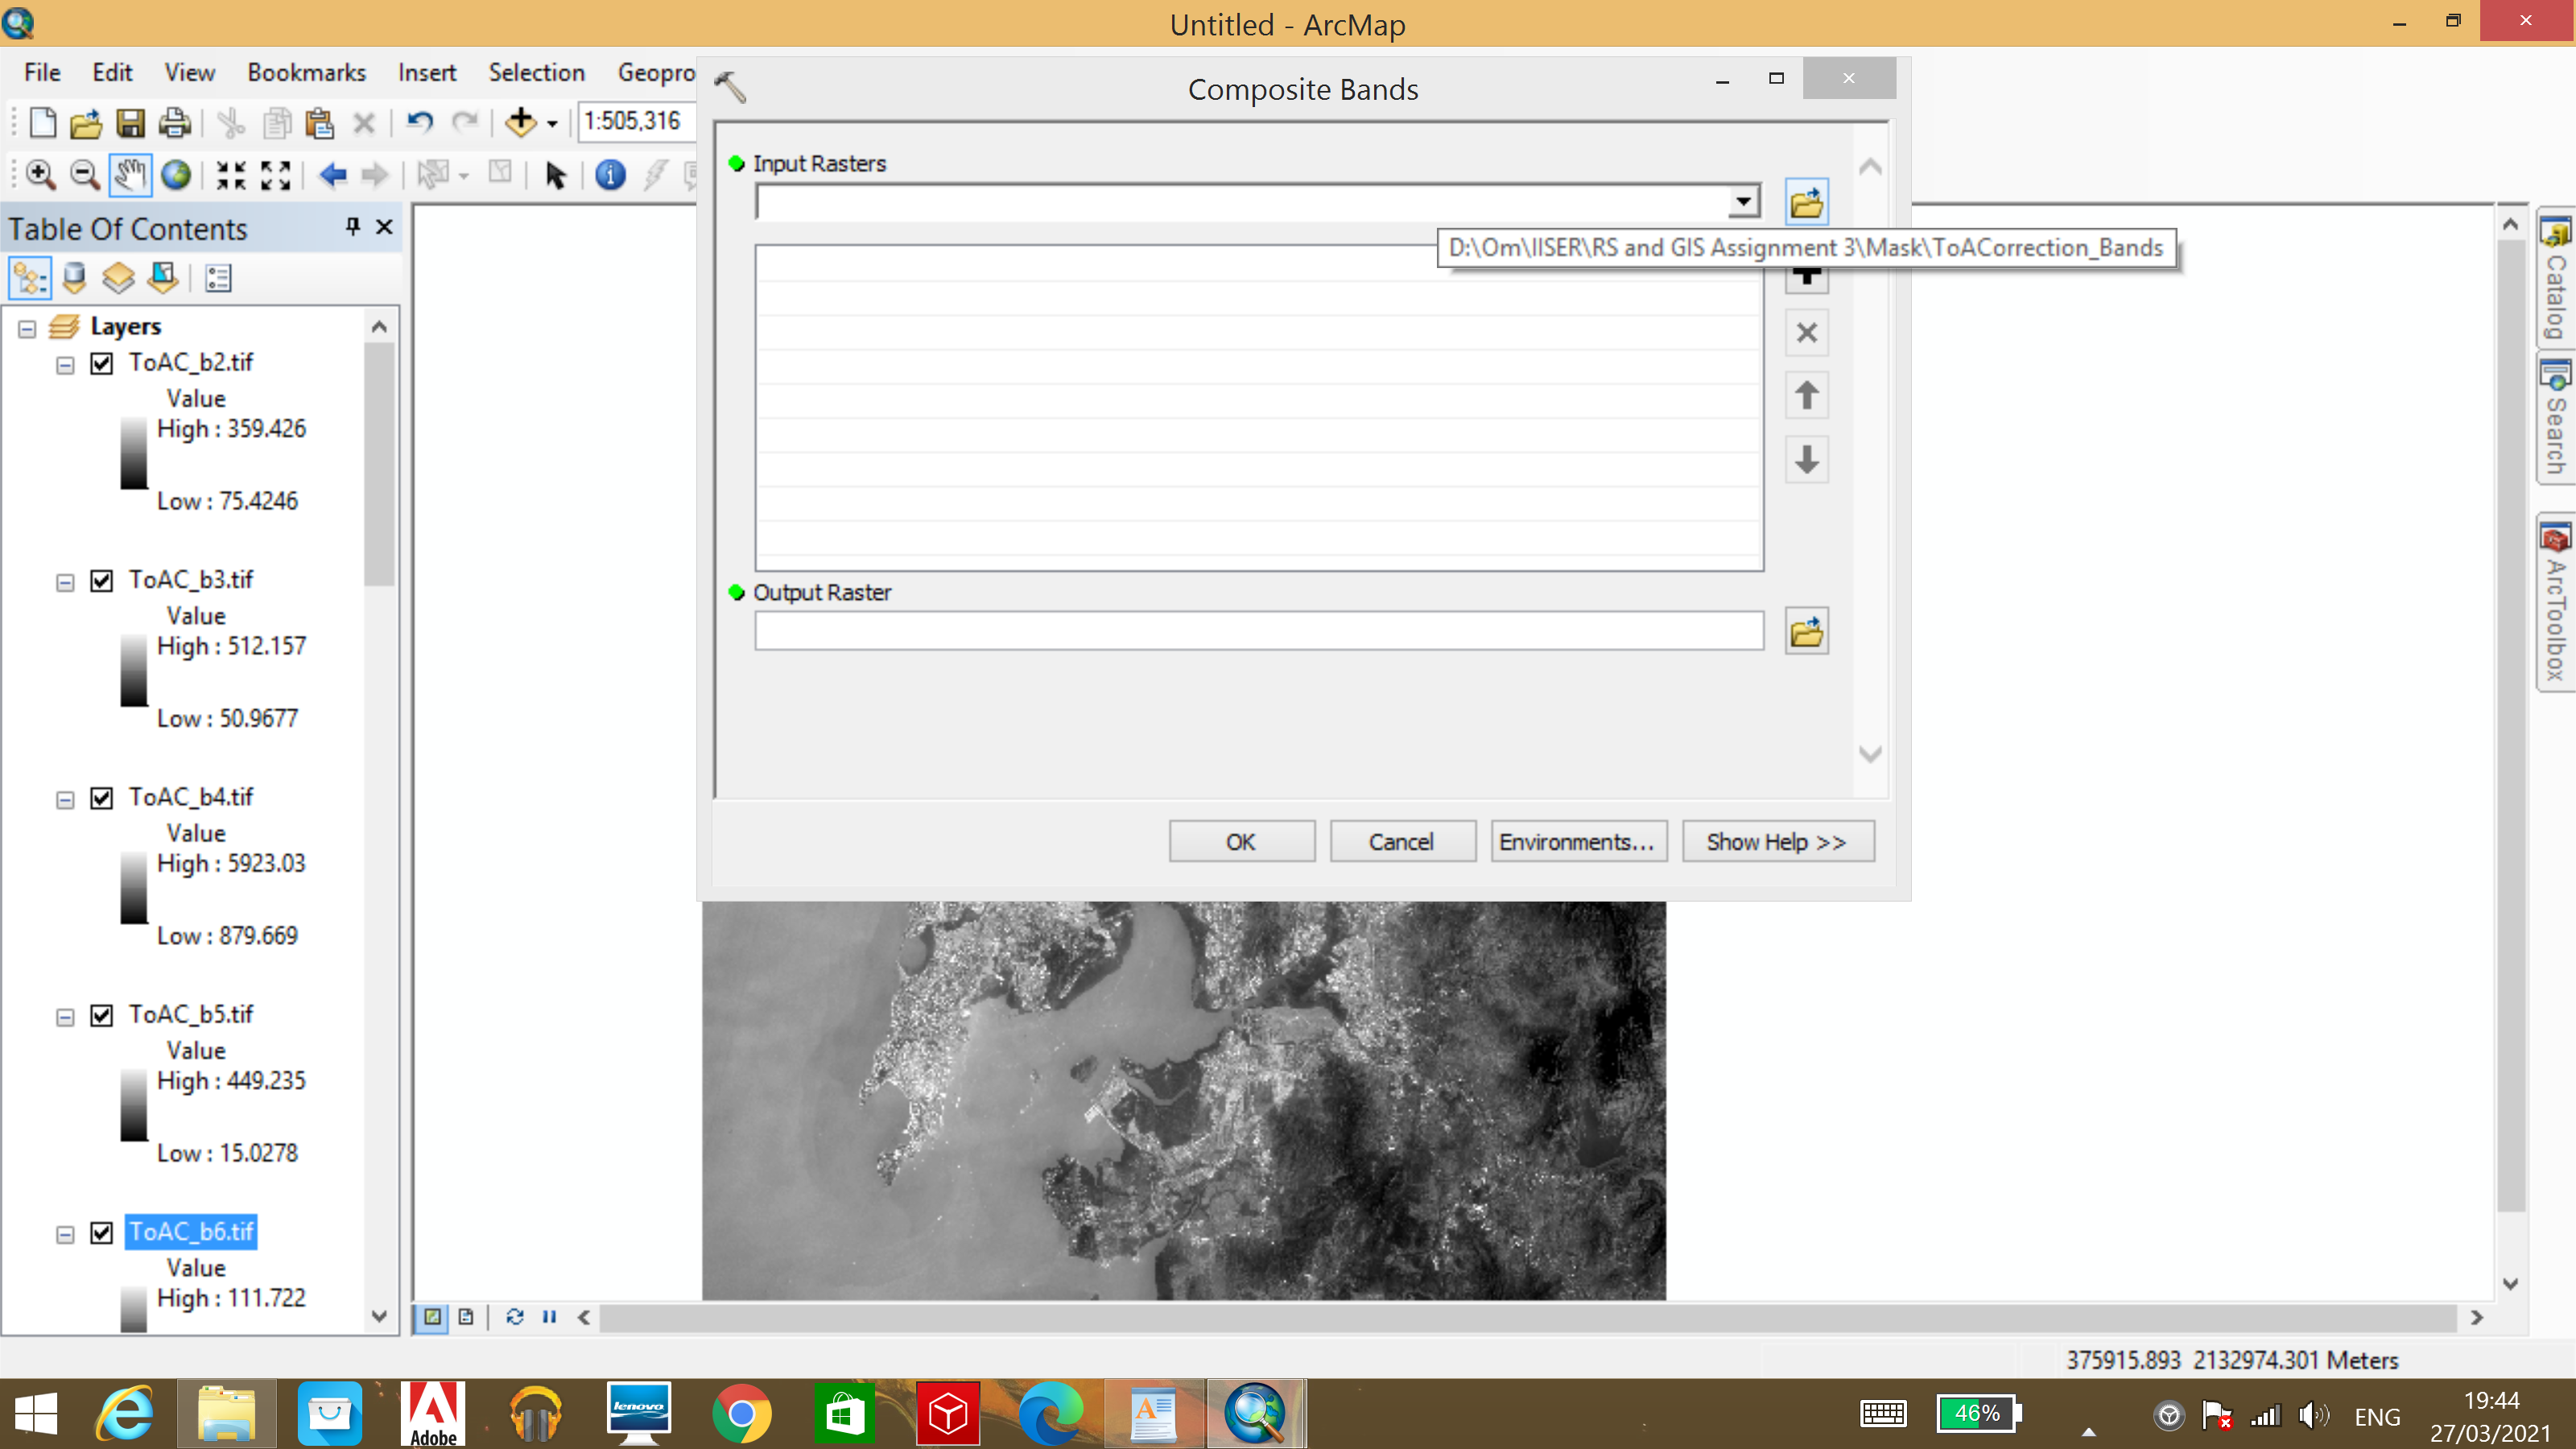 Untitled - ArcMap
File Edit View Bookmarks Insert Selection Geopro
Composite Bands
1:505,316
Input Rasters
D:\Om\IISER\RS and GIS Assignment 3\Mask\ToACorrection_Bands
Output Raster
OK Cancel Environments... Show Help >>
Table Of Contents
Layers
ToAC_b2.tif
Value
High : 359.426
Low : 75.4246
ToAC_b3.tif
Value
High : 512.157
Low : 50.9677
ToAC_b4.tif
Value
High : 5923.03
Low : 879.669
ToAC_b5.tif
Value
High : 449.235
Low : 15.0278
ToAC_b6.tif
Value
High : 111.722
Catalog
Search
ArcToolbox
375915.893 2132974.301 Meters
Adobe
lenovo
46%
ENG
19:44
27/03/2021